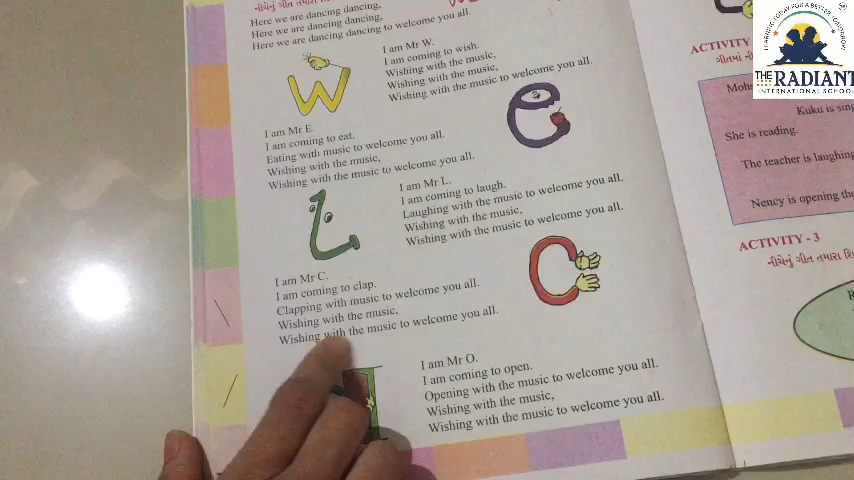 નીચેનું ગીત તમારા
Here we are dancing dancing,
Here we are dancing dancing,
Here we are dancing dancing to welcome you all.
I am Mr W.
I am coming to wish.
Wishing with the music,
Wishing with the music,
Wishing with the music to welcome you all.
w
I am Mr E.
I am coming to eat.
Eating with music to welcome you all.
Wishing with the music,
Wishing with the music to welcome you all.
e
I am Mr L.
I am coming to laugh.
Laughing with the music to welcome you all.
Wishing with the music,
Wishing with the music to welcome you all.
I am Mr C.
I am coming to clap.
Clapping with music to welcome you all.
Wishing with the music,
Wishing with the music to welcome you all.
C
I am Mr O.
I am coming to open.
Opening with the music to welcome you all.
Wishing with the music,
Wishing with the music to welcome you all.
ACTIVITY
ગીતમાં
Kuku is sing
She is reading.
The teacher is laughing
Nency is opening the
ACTIVITY - 3
નીચેનું ગીત તમારા શિ
LEARNING TODAY FOR A BETTER TOMORROW
THE RADIANT
INTERNATIONAL SCHOOL